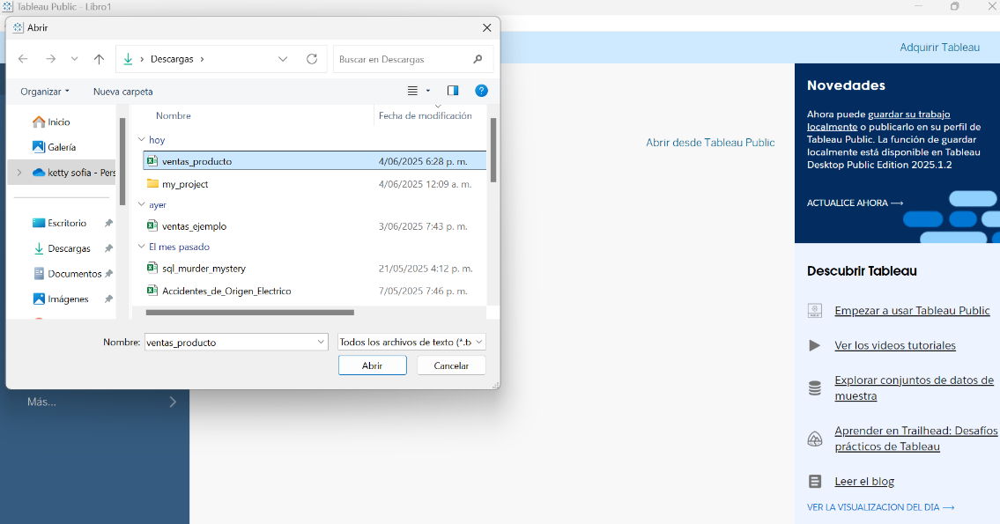 Tableau Public - Libro1
Abrir
Descargas
Buscar en Descargas
Organizar
Nueva carpeta
?
Inicio
Galería
ketty sofia - Pers
Escritorio
Descargas
Documentos
Imágenes
Nombre
Fecha de modificación
hoy
ventas_producto
4/06/2025 6:28 p. m.
my_project
4/06/2025 12:09 a. m.
ayer
ventas_ejemplo
3/06/2025 7:43 p. m.
El mes pasado
sql_murder_mystery
21/05/2025 4:12 p. m.
Accidentes_de_Origen_Electrico
7/05/2025 7:46 p. m.
Nombre:
ventas_producto
Todos los archivos de texto (*.b
Abrir
Cancelar
Más...
Adquirir Tableau
Abrir desde Tableau Public
Novedades
Ahora puede guardar su trabajo
localmente o publicarlo en su perfil de
Tableau Public. La función de guardar
localmente está disponible en Tableau
Desktop Public Edition 2025.1.2
ACTUALICE AHORA
Descubrir Tableau
Empezar a usar Tableau Public
Ver los videos tutoriales
Explorar conjuntos de datos de
muestra
Aprender en Trailhead: Desafíos
prácticos de Tableau
Leer el blog
VER LA VISUALIZACION DEL DIA